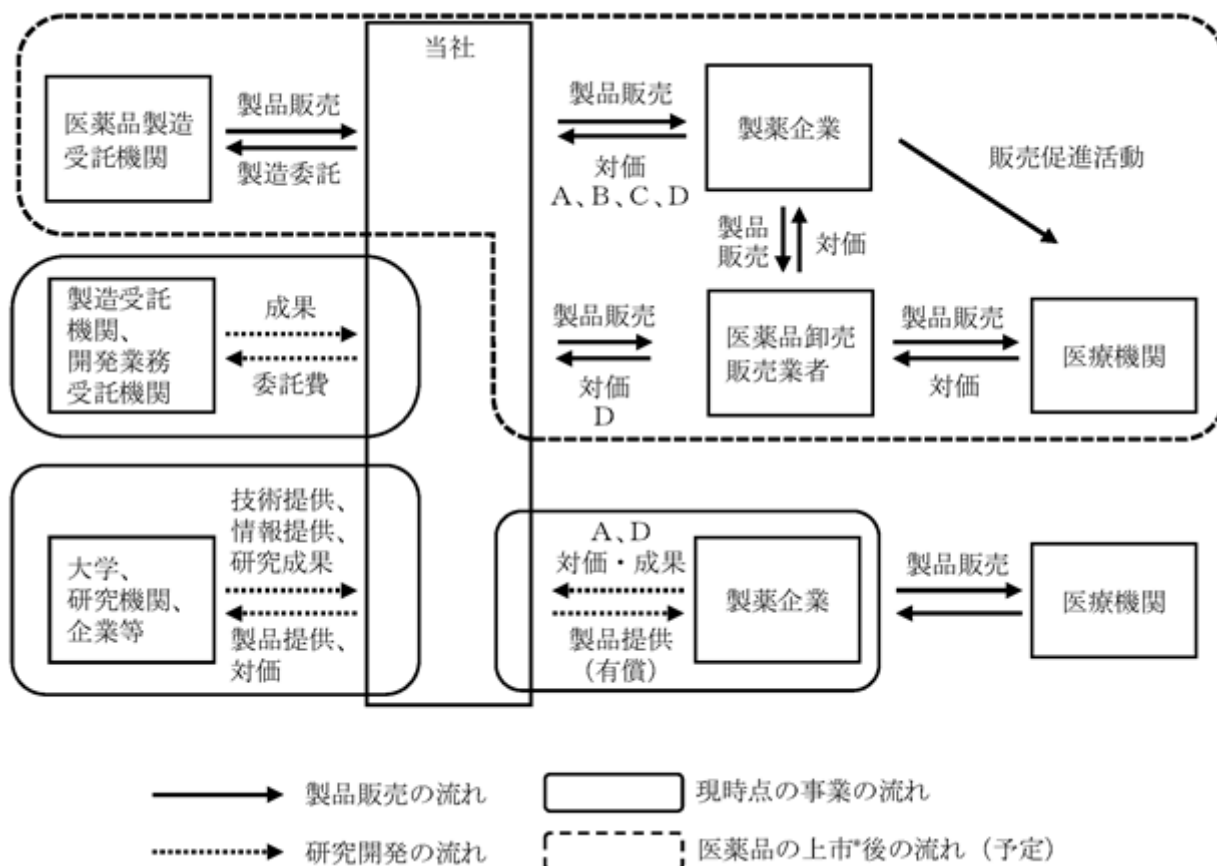 当社
医薬品製造
受託機関
製品販売
製造委託
製品販売
対価
A、B、C、D
製薬企業
販売促進活動
製品
販売
対価
製造受託
機関、
開発業務
受託機関
成果
委託費
製品販売
対価
D
医薬品卸売
販売業者
製品販売
対価
医療機関
大学、
研究機関、
企業等
技術提供、
情報提供、
研究成果
製品提供、
対価
A、D
対価・成果
製品提供
(有償)
製薬企業
製品販売
医療機関
製品販売の流れ
現時点の事業の流れ
研究開発の流れ
医薬品の上市*後の流れ（予定）